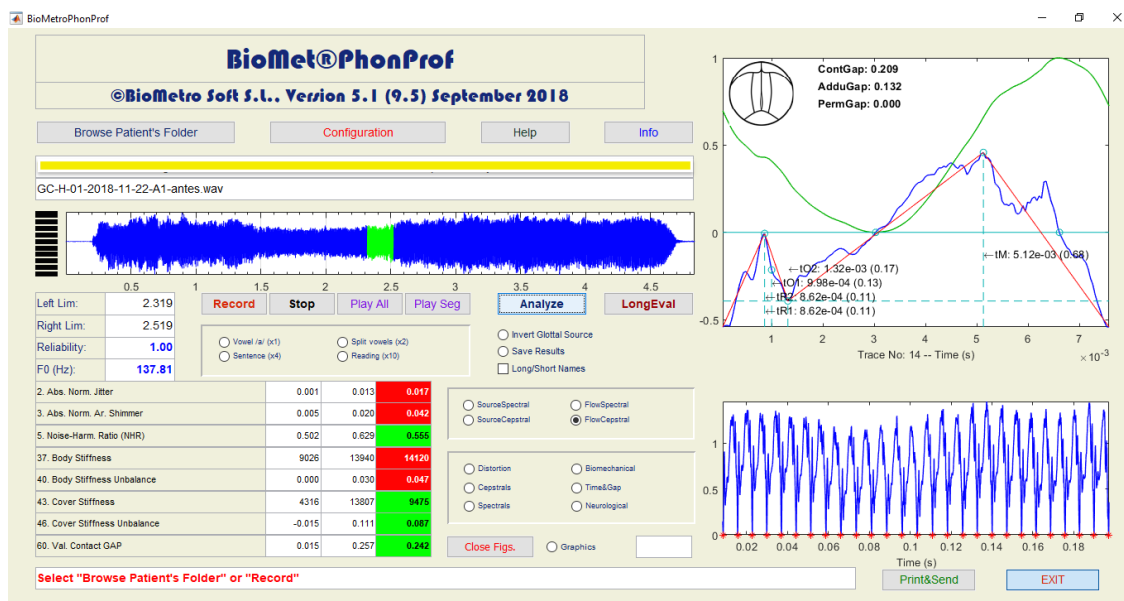 BioMetroPhonProf
BioMet®PhonProf
©BioMetro Soft S.L., Version 5.1 (9.5) September 2018
Browse Patient's Folder Configuration Help Info
GC-H-01-2018-11-22-A1-antes.wav
0.5 1 1.5 2 2.5 3 3.5 4 4.5
Left Lim: 2.319 Record Stop Play All Play Seg Analyze LongEval
Right Lim: 2.519
Reliability: 1.00
F0 (Hz): 137.81
Vowel /a/ (x1) Split vowels (x2)
Sentence (x4) Reading (x10)
Invert Glottal Source
Save Results
Long/Short Names
2. Abs. Norm. Jitter 0.001 0.013 0.017
3. Abs. Norm. Ar. Shimmer 0.005 0.020 0.042
5. Noise-Harm. Ratio (NHR) 0.502 0.629 0.555
37. Body Stiffness 9026 13940 14120
40. Body Stiffness Unbalance 0.000 0.030 0.047
43. Cover Stiffness 4316 13807 9475
46. Cover Stiffness Unbalance -0.015 0.111 0.087
60. Val. Contact GAP 0.015 0.257 0.242
SourceSpectral FlowSpectral
SourceCepstral FlowCepstral
Distortion Biomechanical
Cepstrals Time&Gap
Spectrals Neurological
Close Figs. Graphics
Select "Browse Patient's Folder" or "Record"
ContGap: 0.209
AdduGap: 0.132
PermGap: 0.000
1
0.5
0
-0.5
←tM: 5.12e-03 (0.68)
←tO2: 1.32e-03 (0.17)
←tO1: 9.98e-04 (0.13)
←tR2: 8.62e-04 (0.11)
←tR1: 8.62e-04 (0.11)
1 2 3 4 5 6 7
Trace No: 14 -- Time (s)
× 10-3
1
0.5
0
0.02 0.04 0.06 0.08 0.1 0.12 0.14 0.16 0.18
Time (s)
Print&Send EXIT